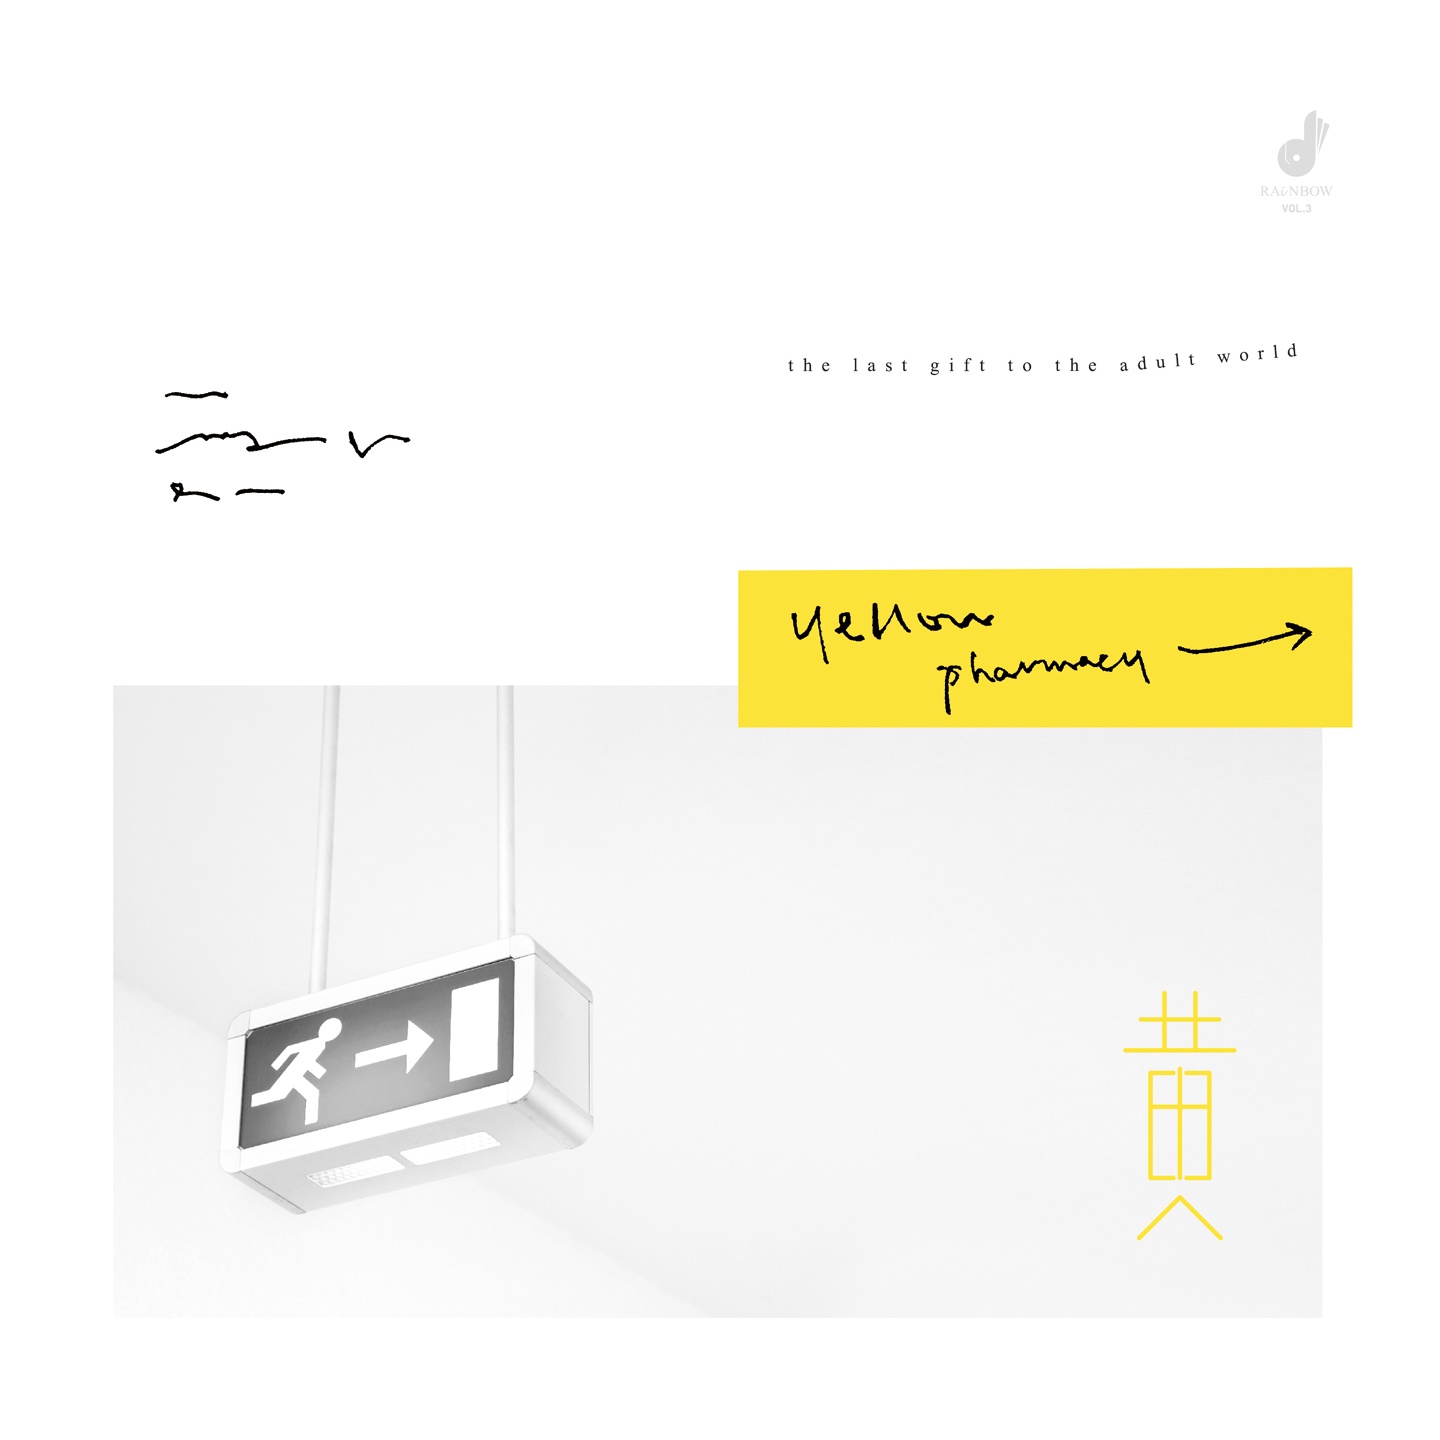 RAiNBOW
VOL.3
the last gift to the adult world
yellow
pharmacy
黄